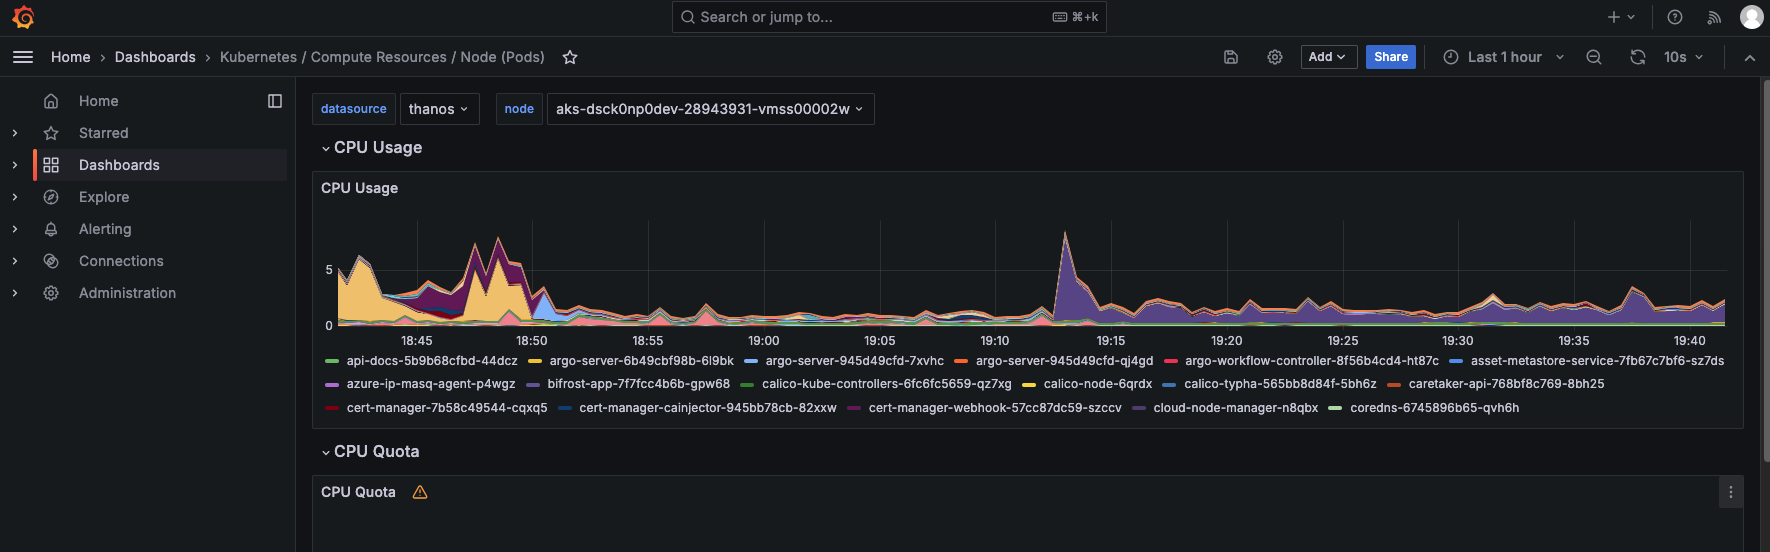 Search or jump to... ⌘+k
Home › Dashboards › Kubernetes / Compute Resources / Node (Pods) Add Share Last 1 hour 10s
Home
Starred
Dashboards
Explore
Alerting
Connections
Administration
datasource thanos node aks-dsck0np0dev-28943931-vmss00002w
CPU Usage
CPU Usage
5
0
18:45 18:50 18:55 19:00 19:05 19:10 19:15 19:20 19:25 19:30 19:35 19:40
api-docs-5b9b68cfbd-44dcz argo-server-6b49cbf98b-6l9bk argo-server-945d49cfd-7xvhc argo-server-945d49cfd-qj4gd argo-workflow-controller-8f56b4cd4-ht87c asset-metastore-service-7fb67c7bf6-sz7ds
azure-ip-masq-agent-p4wgz bifrost-app-7f7fcc4b6b-gpw68 calico-kube-controllers-6fc6fc5659-qz7xg calico-node-6qrdx calico-typha-565bb8d84f-5bh6z caretaker-api-768bf8c769-8bh25
cert-manager-7b58c49544-cqxq5 cert-manager-cainjector-945bb78cb-82xxw cert-manager-webhook-57cc87dc59-szccv cloud-node-manager-n8qbx coredns-6745896b65-qvh6h
CPU Quota
CPU Quota